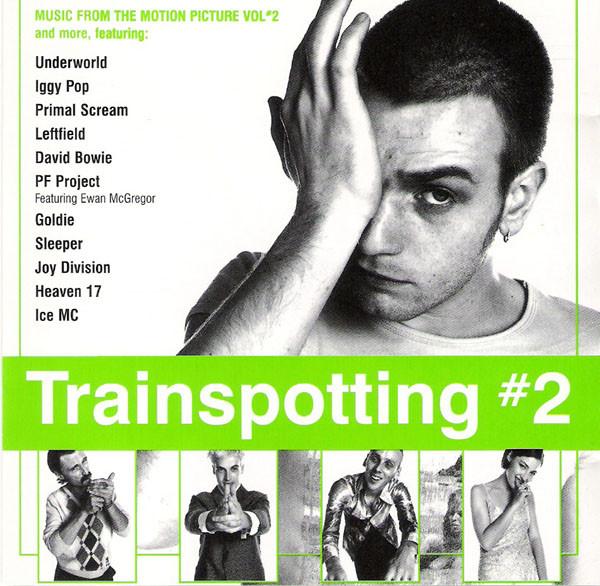 MUSIC FROM THE MOTION PICTURE VOL#2
and more, featuring:
Underworld
Iggy Pop
Primal Scream
Leftfield
David Bowie
PF Project
Featuring Ewan McGregor
Goldie
Sleeper
Joy Division
Heaven 17
Ice MC
Trainspotting #2